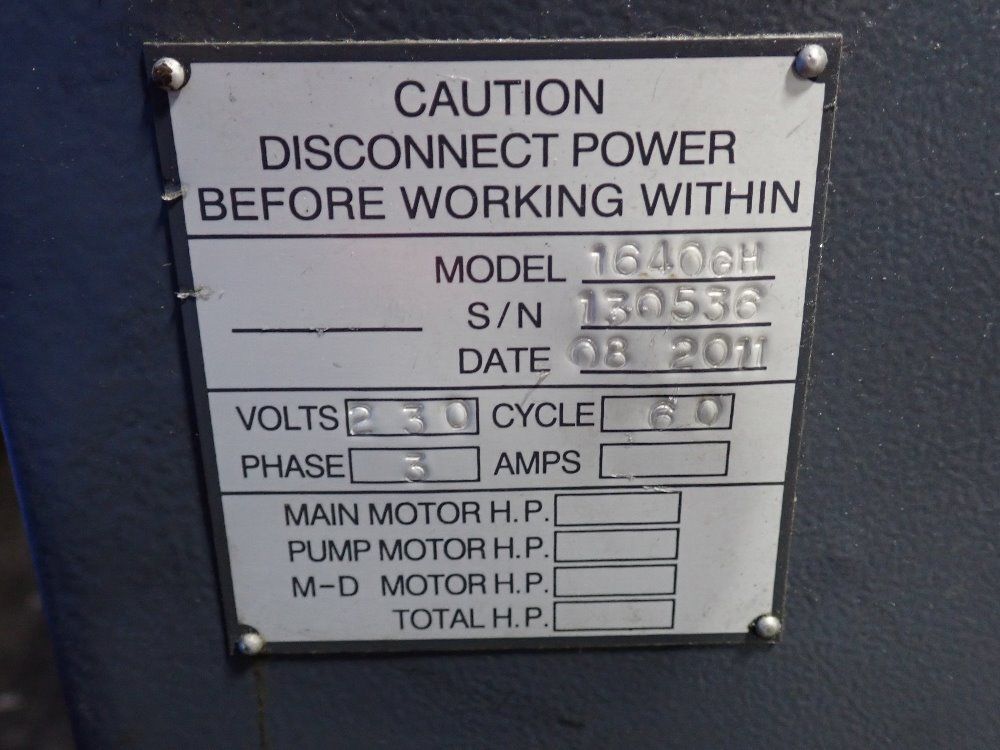 CAUTION
DISCONNECT POWER
BEFORE WORKING WITHIN
MODEL 1640GH
S/N 130536
DATE 08 2011
VOLTS 230 CYCLE 60
PHASE 3 AMPS
MAIN MOTOR H.P.
PUMP MOTOR H.P.
M-D MOTOR H.P.
TOTAL H.P.